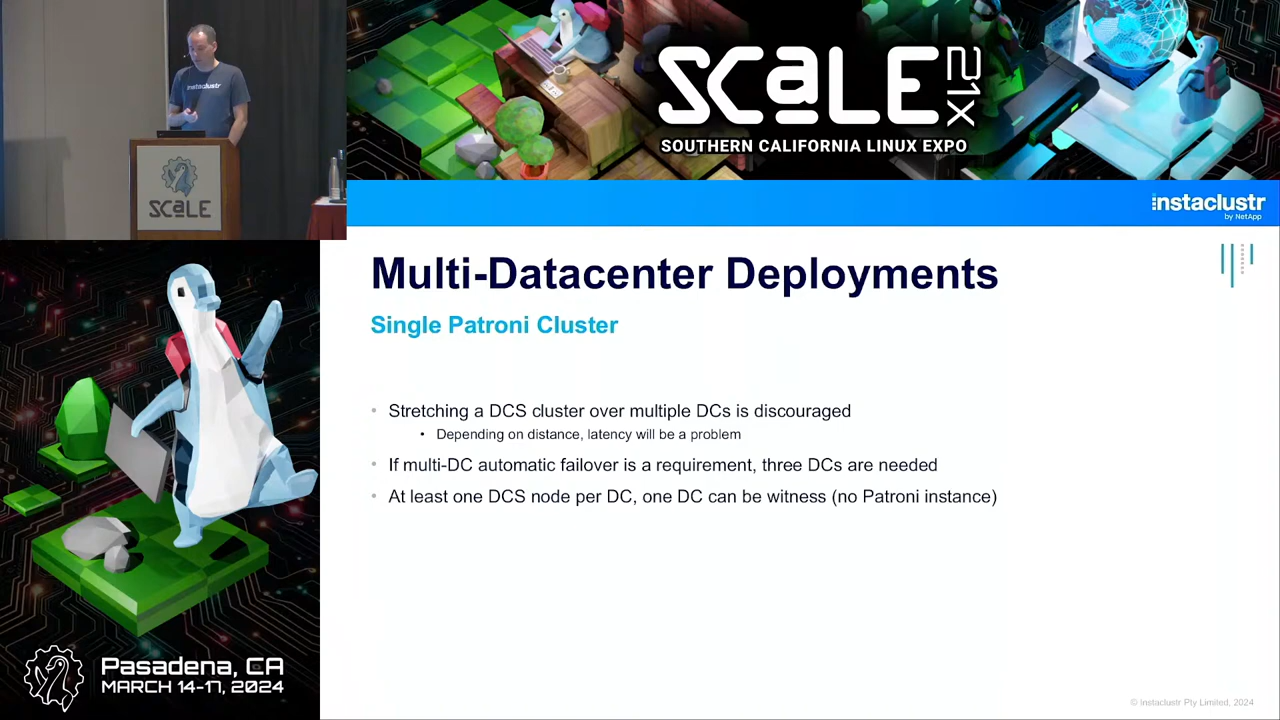 instaclustr
SCALE
SCaLE 21X
SOUTHERN CALIFORNIA LINUX EXPO
instaclustr
by NetApp
Multi-Datacenter Deployments
Single Patroni Cluster
• Stretching a DCS cluster over multiple DCs is discouraged
• Depending on distance, latency will be a problem
• If multi-DC automatic failover is a requirement, three DCs are needed
• At least one DCS node per DC, one DC can be witness (no Patroni instance)
Pasadena, CA
MARCH 14-17, 2024
© Instaclustr Pty Limited, 2024